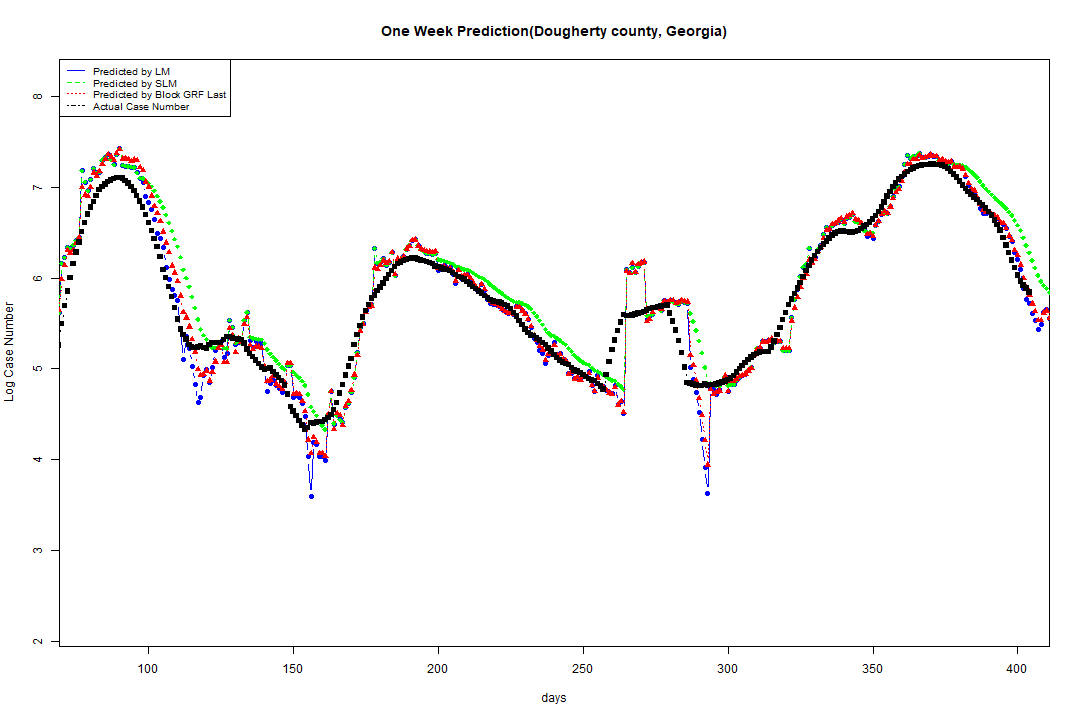 One Week Prediction(Dougherty county, Georgia)
Predicted by LM
Predicted by SLM
Predicted by Block GRF Last
Actual Case Number
Log Case Number
8
7
6
5
4
3
2
100 150 200 250 300 350 400
days